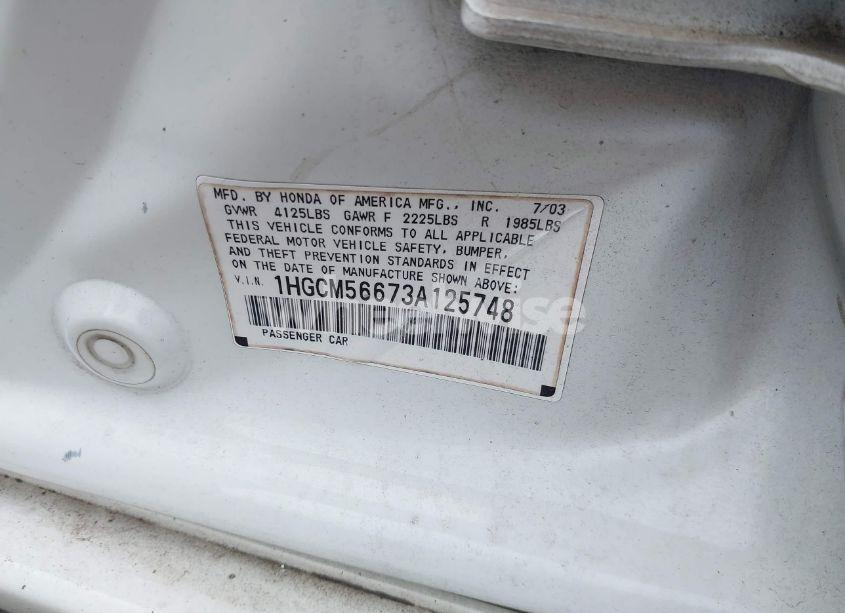 MFD. BY HONDA OF AMERICA MFG., INC. 7/03
GVWR 4125LBS GAWR F 2225LBS R 1985LBS
THIS VEHICLE CONFORMS TO ALL APPLICABLE
FEDERAL MOTOR VEHICLE SAFETY, BUMPER,
AND THEFT PREVENTION STANDARDS IN EFFECT
ON THE DATE OF MANUFACTURE SHOWN ABOVE:
V.I.N. 1HGCM56673A125748
PASSENGER CAR